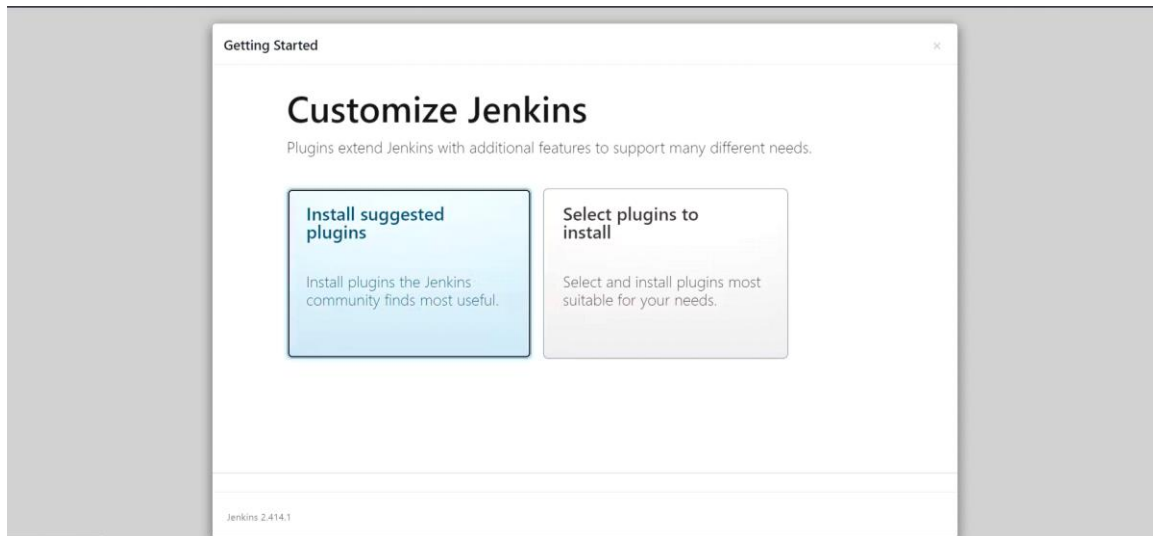 Getting Started
×
Customize Jenkins
Plugins extend Jenkins with additional features to support many different needs.
Install suggested
plugins
Install plugins the Jenkins
community finds most useful.
Select plugins to
install
Select and install plugins most
suitable for your needs.
Jenkins 2.414.1